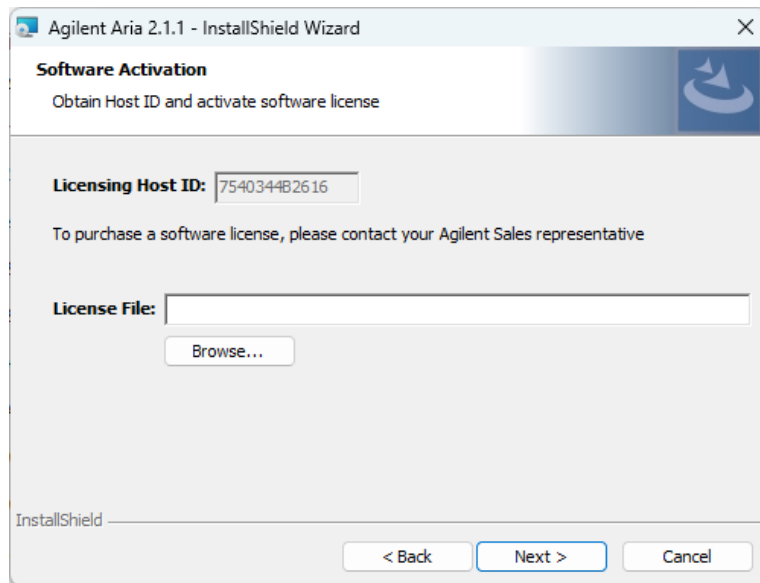 Agilent Aria 2.1.1 - InstallShield Wizard
Software Activation
Obtain Host ID and activate software license
Licensing Host ID: 7540344B2616
To purchase a software license, please contact your Agilent Sales representative
License File:
Browse...
InstallShield
< Back Next > Cancel